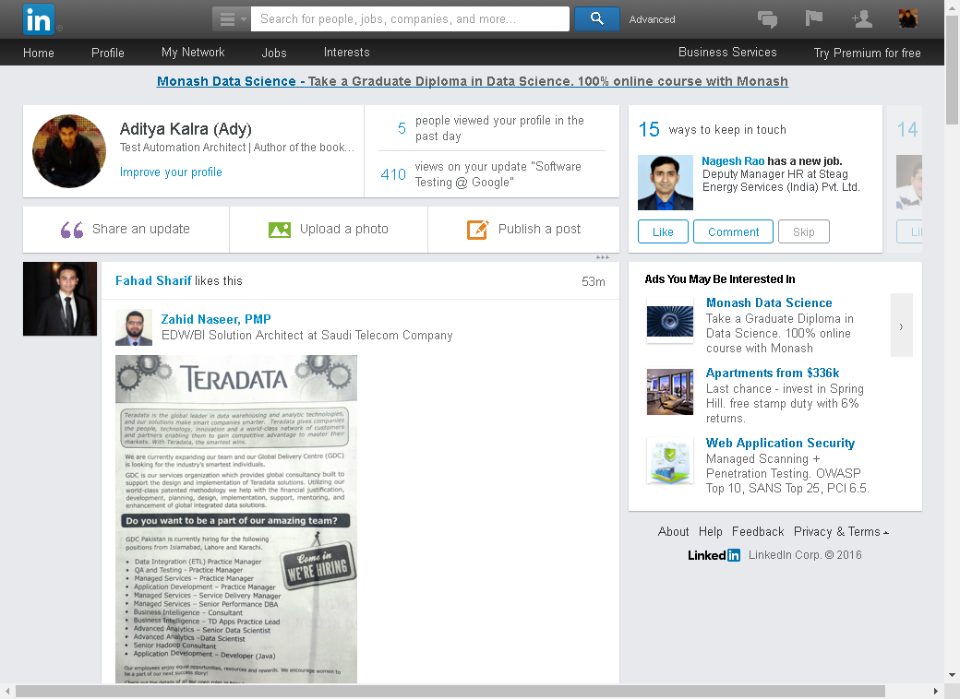 in
Search for people, jobs, companies, and more...
Advanced
Home Profile My Network Jobs Interests Business Services Try Premium for free
Monash Data Science - Take a Graduate Diploma in Data Science. 100% online course with Monash
Aditya Kalra (Ady)
Test Automation Architect | Author of the book...
Improve your profile
5 people viewed your profile in the
past day
410 views on your update "Software
Testing @ Google"
15 ways to keep in touch
14
Nagesh Rao has a new job.
Deputy Manager HR at Steag
Energy Services (India) Pvt. Ltd.
Like Comment Skip
Share an update Upload a photo Publish a post
Fahad Sharif likes this 53m
Zahid Naseer, PMP
EDW/BI Solution Architect at Saudi Telecom Company
TERADATA
Teradata is the global leader in data warehousing and analytic technologies,
and our solutions make smart companies smarter. Teradata gives companies
the people, technology, innovation and a world-class network of customers
and partners enabling them to gain competitive advantage to master their
markets. With Teradata, the smartest wins.
We are currently expanding our team and our Global Delivery Centre (GDC)
is looking for the industry's smartest individuals.
GDC is our services organization which provides global consultancy built to
support the design and implementation of Teradata solutions. Utilizing our
world-class patented methodology we help with the financial justification,
development, planning, design, implementation, support, mentoring, and
enhancement of global integrated data solutions.
Do you want to be a part of our amazing team?
GDC Pakistan is currently hiring for the following
positions from Islamabad, Lahore and Karachi.
Come in
WE'RE HIRING
• Data Integration (ETL) Practice Manager
• QA and Testing - Practice Manager
• Managed Services - Practice Manager
• Application Development - Practice Manager
• Managed Services - Service Delivery Manager
• Managed Services - Senior Performance DBA
• Business Intelligence - Consultant
• Business Intelligence - TD Apps Practice Lead
• Advanced Analytics - Senior Data Scientist
• Advanced Analytics -Data Scientist
• Senior Hadoop Consultant
• Application Development - Developer (Java)
Our employees enjoy great opportunities, resources and rewards. We encourage women to
be a part of our next success story!
Ads You May Be Interested In
Monash Data Science
Take a Graduate Diploma in
Data Science. 100% online
course with Monash
Apartments from $336k
Last chance - invest in Spring
Hill. free stamp duty with 6%
returns.
Web Application Security
Managed Scanning +
Penetration Testing. OWASP
Top 10, SANS Top 25, PCI 6.5.
About Help Feedback Privacy & Terms
Linked in LinkedIn Corp. © 2016